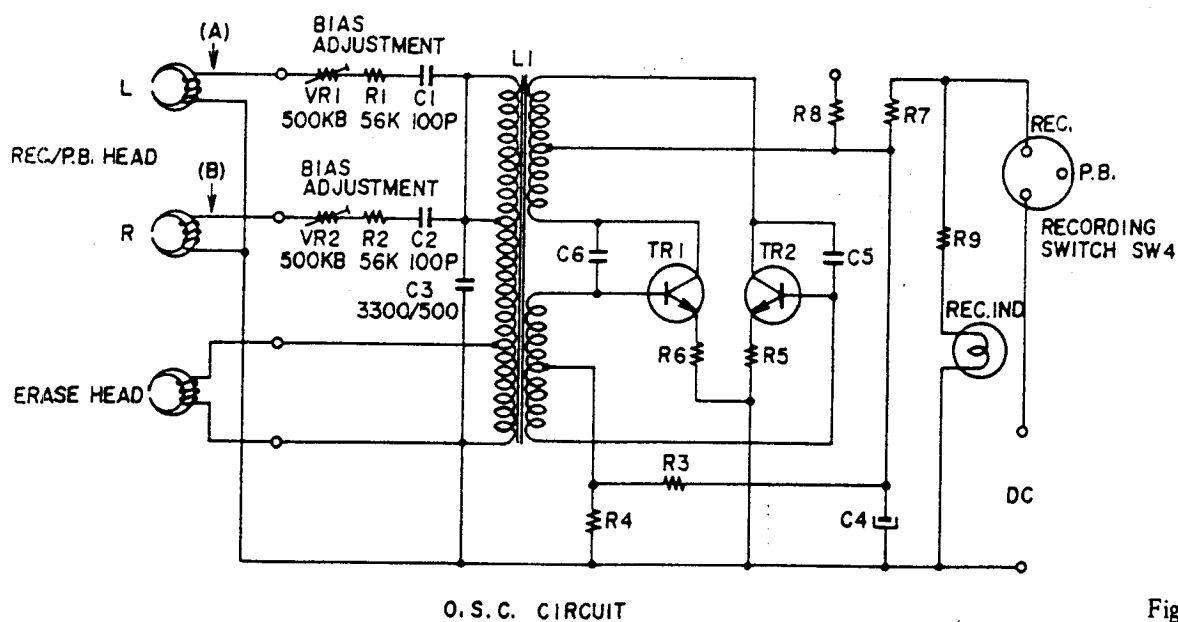 (A)
BIAS
ADJUSTMENT
L1
L
VR1 R1 C1
500KB 56K 100P
R8
R7
REC.
P.B.
REC./P.B. HEAD
(B)
BIAS
ADJUSTMENT
R
VR2 R2 C2
500KB 56K 100P
C3
3300/500
C6
TR1
TR2
C5
R9
RECORDING
SWITCH SW4
REC.IND
R6
R5
ERASE HEAD
R3
R4
C4
DC
O.S.C. CIRCUIT
Fig